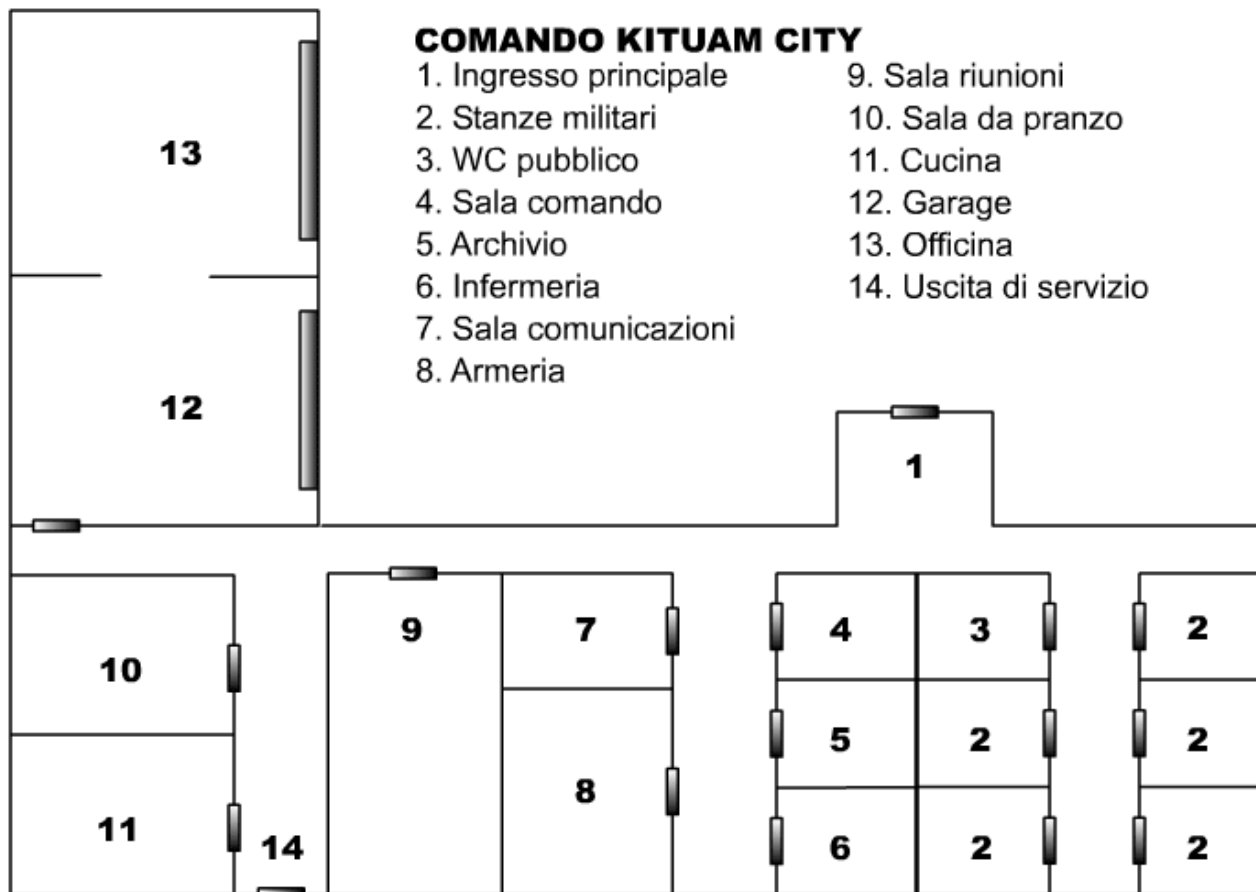 COMANDO KITUAM CITY
1. Ingresso principale
2. Stanze militari
3. WC pubblico
4. Sala comando
5. Archivio
6. Infermeria
7. Sala comunicazioni
8. Armeria
9. Sala riunioni
10. Sala da pranzo
11. Cucina
12. Garage
13. Officina
14. Uscita di servizio
13
12
1
9
7
4
3
2
10
5
2
2
8
11
14
6
2
2